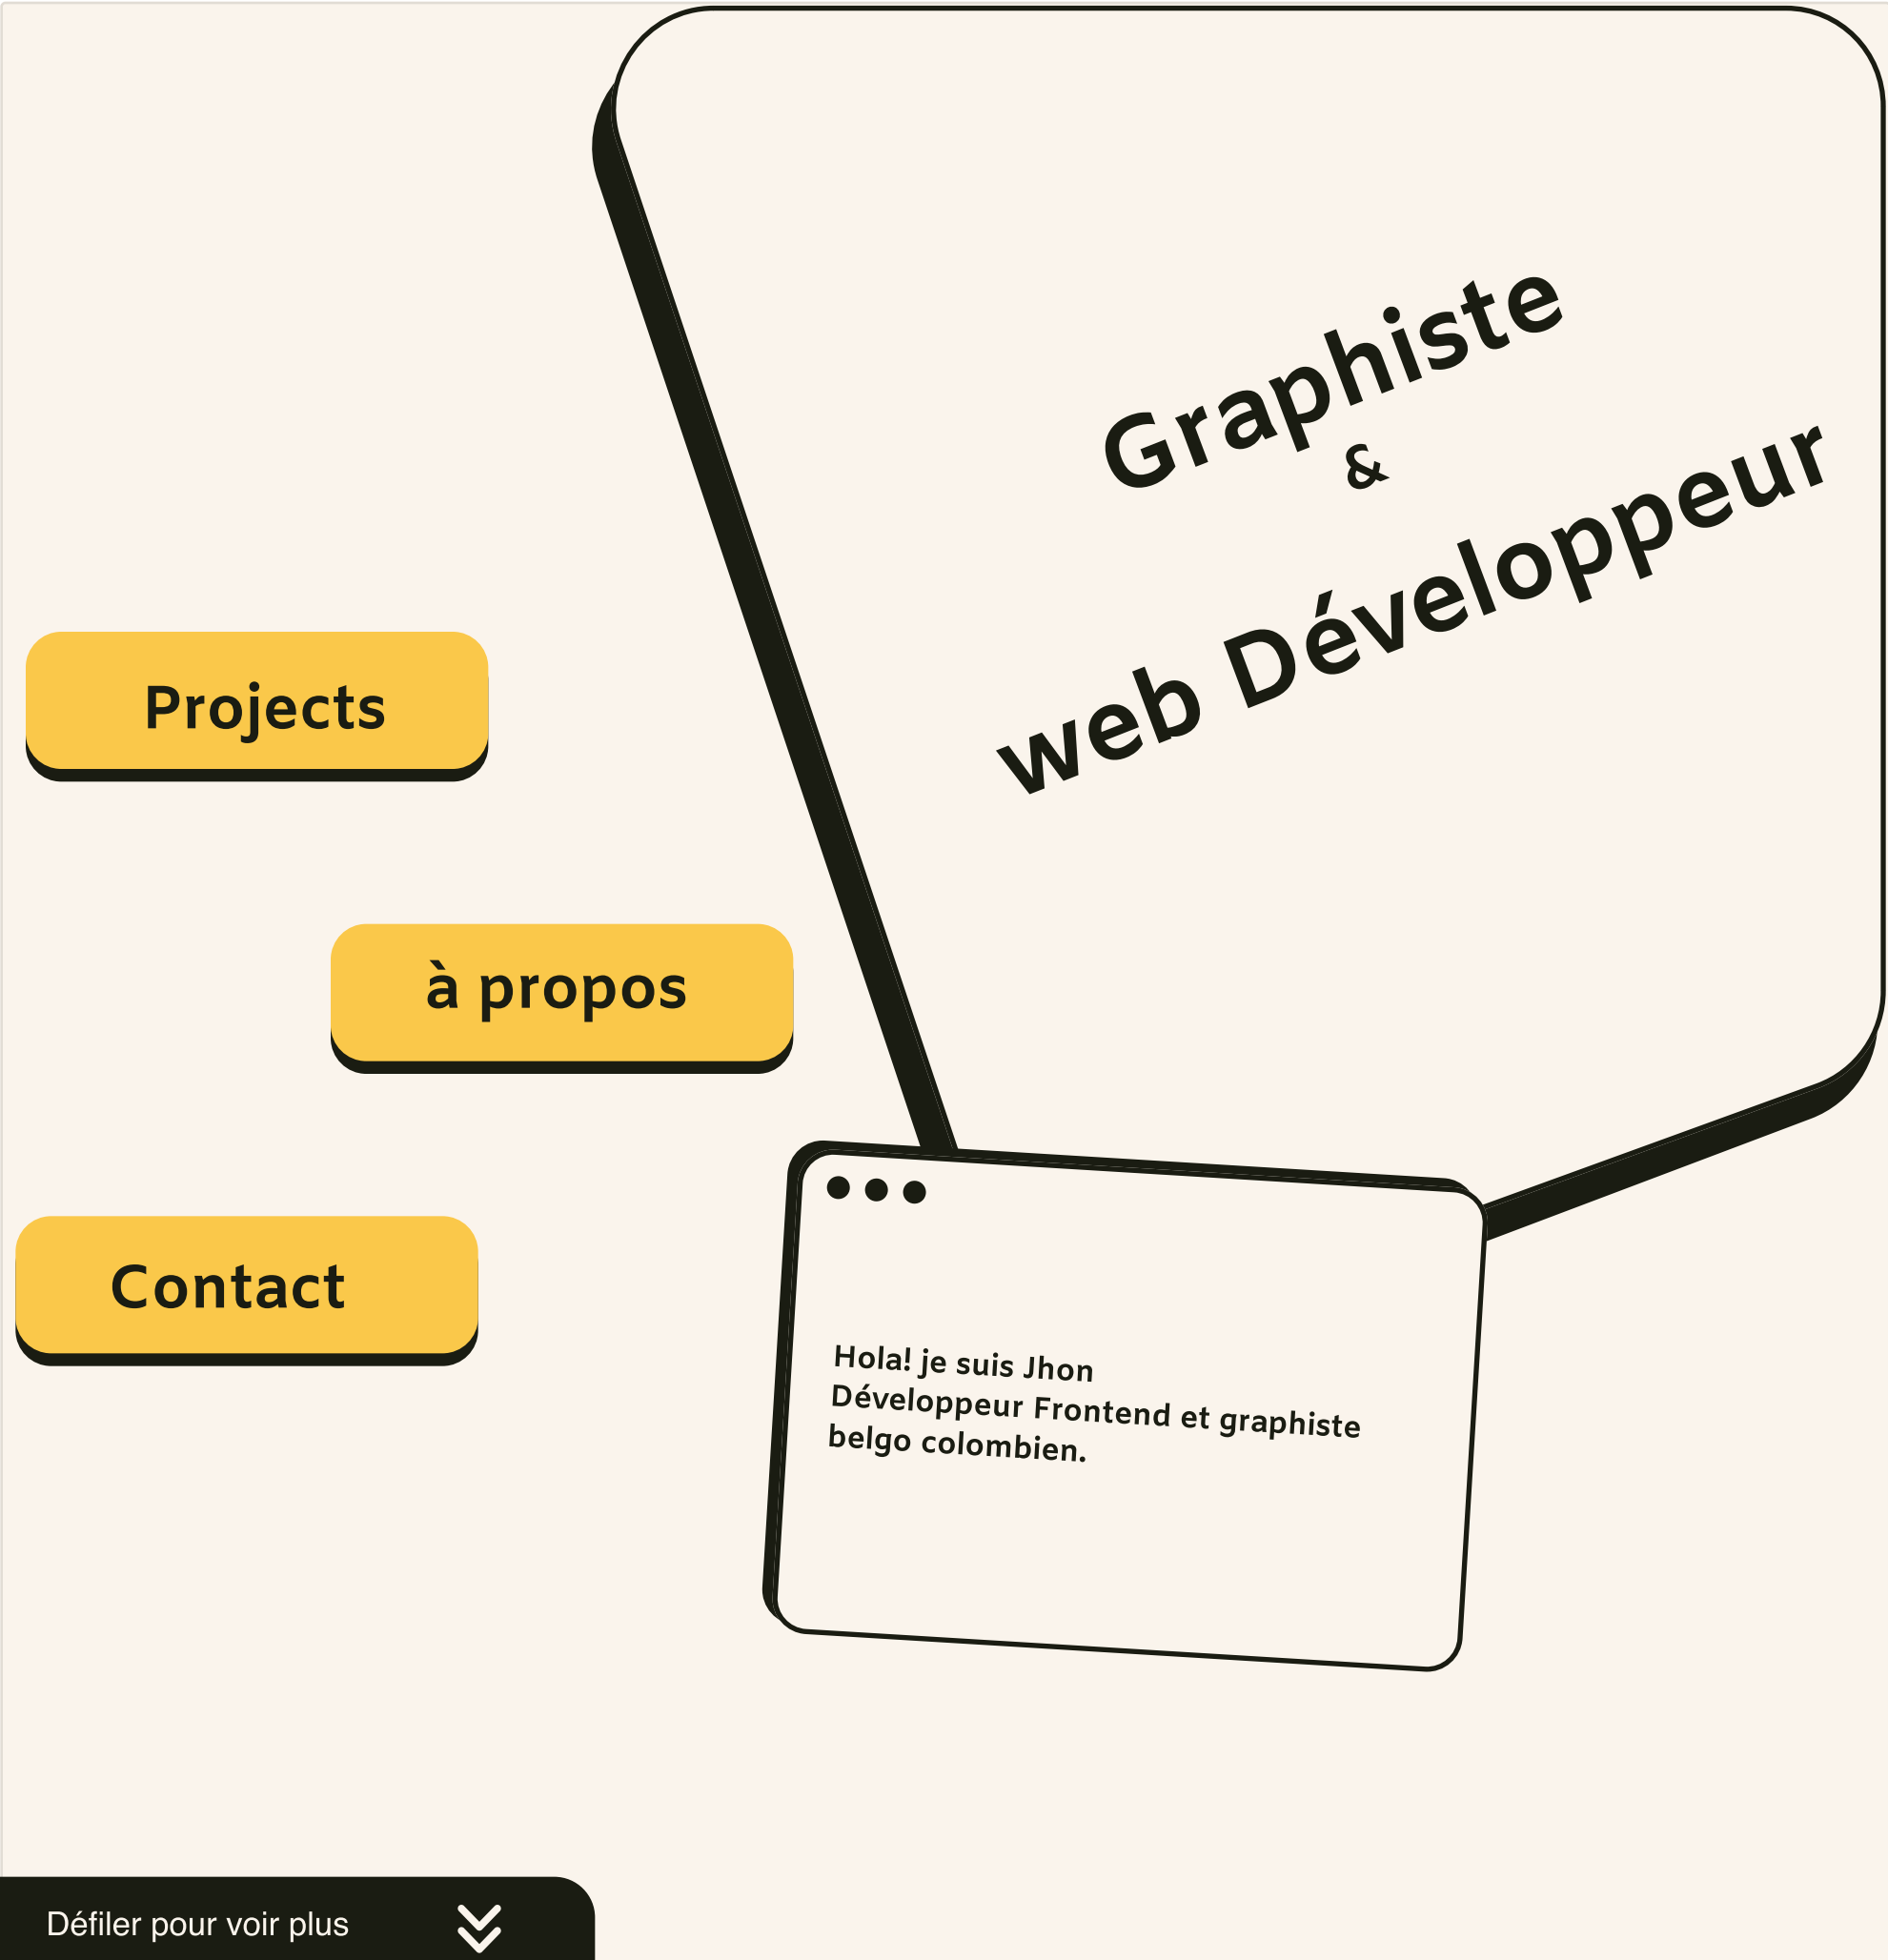 Graphiste
&
web Développeur
Projects
à propos
Contact
Hola! je suis Jhon
Développeur Frontend et graphiste
belgo colombien.
Défiler pour voir plus